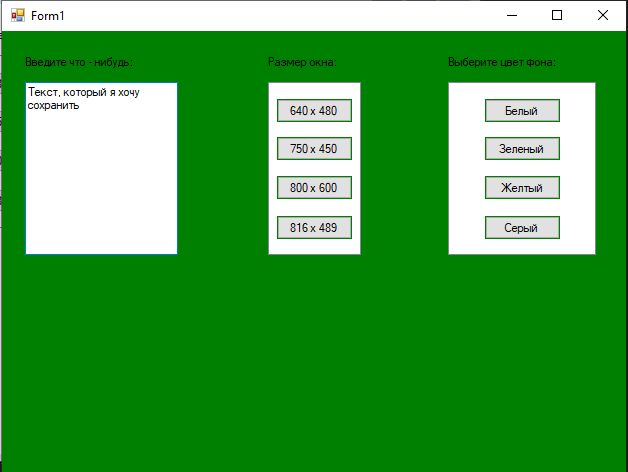 Form1
Введите что - нибудь:
Текст, который я хочу
сохранить
Размер окна:
640 x 480
750 x 450
800 x 600
816 x 489
Выберите цвет фона:
Белый
Зеленый
Желтый
Серый